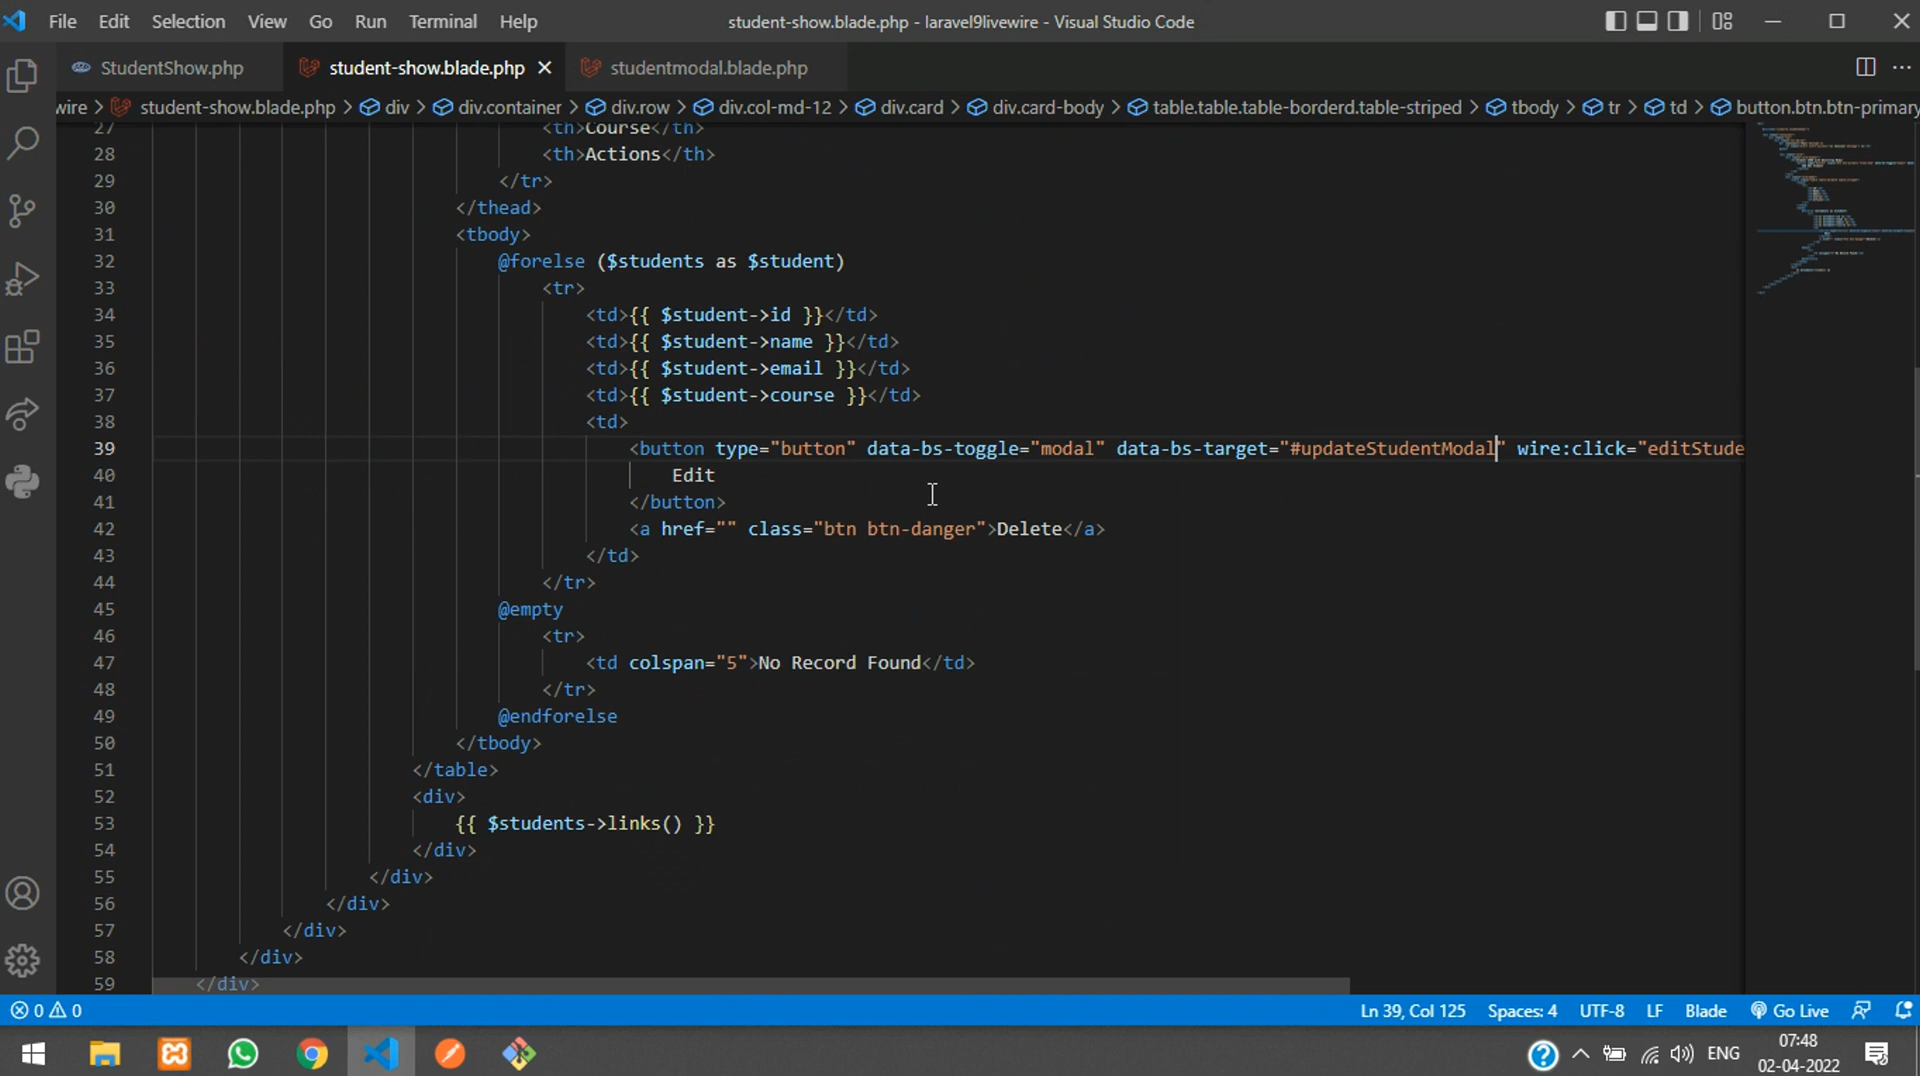 File Edit Selection View Go Run Terminal Help student-show.blade.php - laravel9livewire - Visual Studio Code
StudentShow.php student-show.blade.php studentmodal.blade.php
wire > student-show.blade.php > div > div.container > div.row > div.col-md-12 > div.card > div.card-body > table.table.table-borderd.table-striped > tbody > tr > td > button.btn.btn-primary
27 <th>Course</th>
28 <th>Actions</th>
29 </tr>
30 </thead>
31 <tbody>
32 @forelse ($students as $student)
33 <tr>
34 <td>{{ $student->id }}</td>
35 <td>{{ $student->name }}</td>
36 <td>{{ $student->email }}</td>
37 <td>{{ $student->course }}</td>
38 <td>
39 <button type="button" data-bs-toggle="modal" data-bs-target="#updateStudentModal" wire:click="editStude
40 Edit
41 </button>
42 <a href="" class="btn btn-danger">Delete</a>
43 </td>
44 </tr>
45 @empty
46 <tr>
47 <td colspan="5">No Record Found</td>
48 </tr>
49 @endforelse
50 </tbody>
51 </table>
52 <div>
53 {{ $students->links() }}
54 </div>
55 </div>
56 </div>
57 </div>
58 </div>
59 </div>
0 0 Ln 39, Col 125 Spaces: 4 UTF-8 LF Blade Go Live
ENG 07:48
02-04-2022